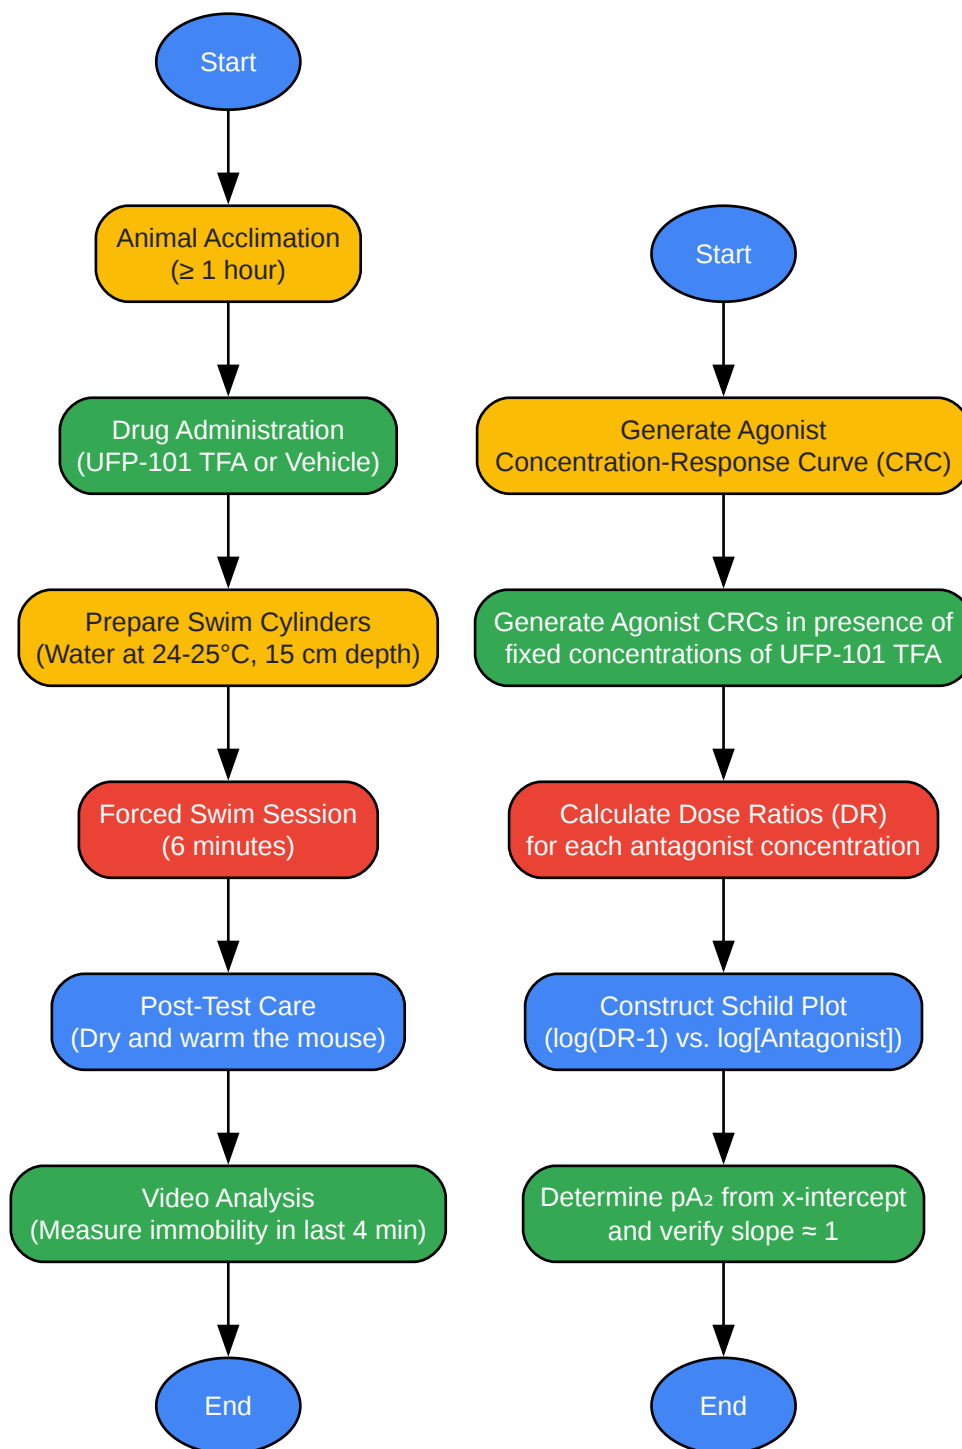 Start
Animal Acclimation
(≥ 1 hour)
Drug Administration
(UFP-101 TFA or Vehicle)
Prepare Swim Cylinders
(Water at 24-25°C, 15 cm depth)
Forced Swim Session
(6 minutes)
Post-Test Care
(Dry and warm the mouse)
Video Analysis
(Measure immobility in last 4 min)
End
Start
Generate Agonist
Concentration-Response Curve (CRC)
Generate Agonist CRCs in presence of
fixed concentrations of UFP-101 TFA
Calculate Dose Ratios (DR)
for each antagonist concentration
Construct Schild Plot
(log(DR-1) vs. log[Antagonist])
Determine pA₂ from x-intercept
and verify slope ≈ 1
End